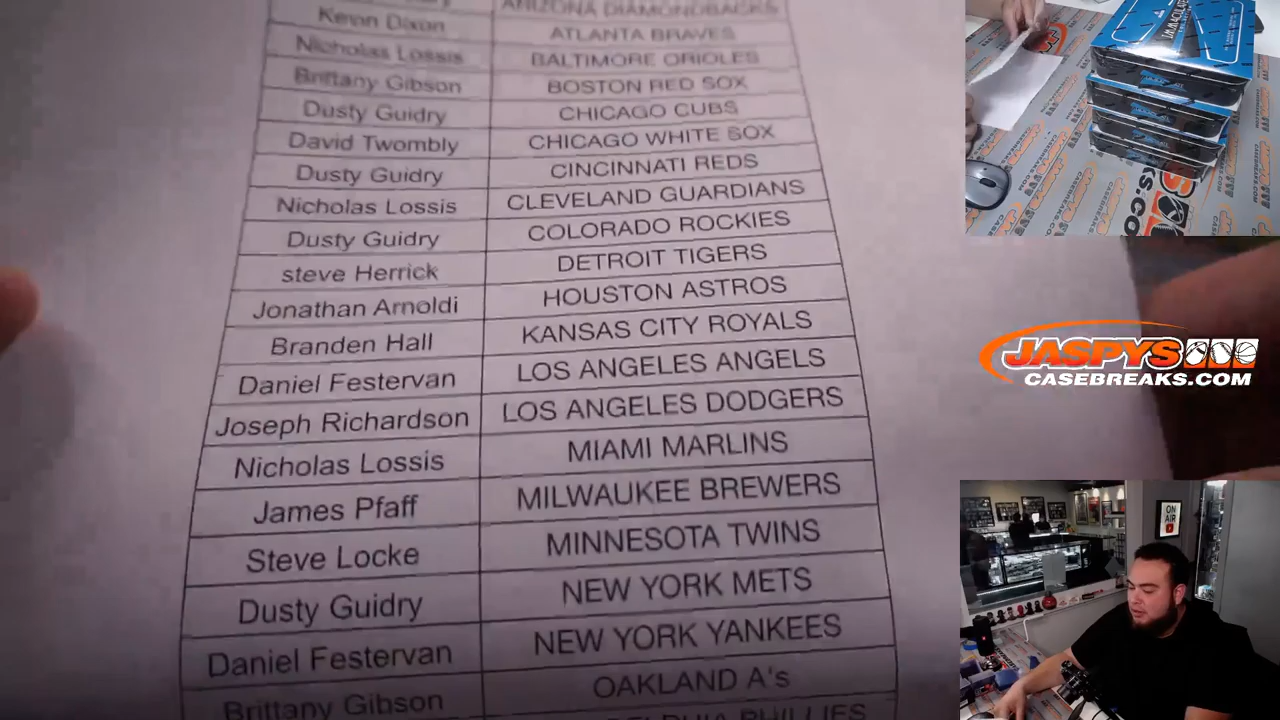 ARIZONA DIAMONDBACKS
Kevin Dixon ATLANTA BRAVES
Nicholas Lossis BALTIMORE ORIOLES
Brittany Gibson BOSTON RED SOX
Dusty Guidry CHICAGO CUBS
David Twombly CHICAGO WHITE SOX
Dusty Guidry CINCINNATI REDS
Nicholas Lossis CLEVELAND GUARDIANS
Dusty Guidry COLORADO ROCKIES
steve Herrick DETROIT TIGERS
Jonathan Arnoldi HOUSTON ASTROS
Branden Hall KANSAS CITY ROYALS
Daniel Festervan LOS ANGELES ANGELS
Joseph Richardson LOS ANGELES DODGERS
Nicholas Lossis MIAMI MARLINS
James Pfaff MILWAUKEE BREWERS
Steve Locke MINNESOTA TWINS
Dusty Guidry NEW YORK METS
Daniel Festervan NEW YORK YANKEES
Brittany Gibson OAKLAND A's
PHILLIES
JASPYS
CASEBREAKS.COM
ON
AIR